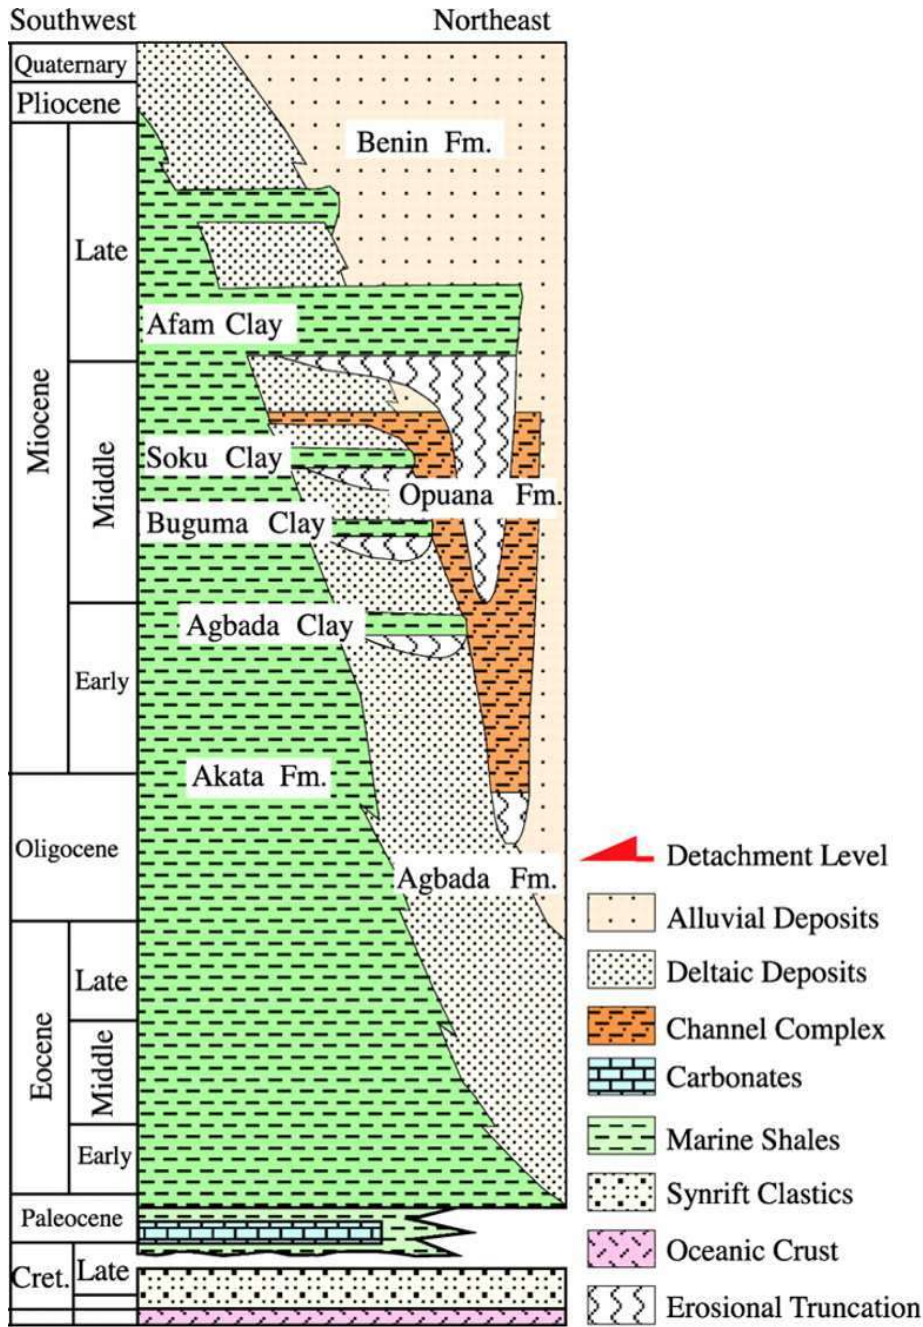 Southwest Northeast
Quaternary
Pliocene
Benin Fm.
Late
Afam Clay
Miocene
Middle
Soku Clay
Opuana Fm.
Buguma Clay
Agbada Clay
Early
Akata Fm.
Oligocene
Agbada Fm.
Late
Eocene
Middle
Early
Paleocene
Cret. Late
Detachment Level
Alluvial Deposits
Deltaic Deposits
Channel Complex
Carbonates
Marine Shales
Synrift Clastics
Oceanic Crust
Erosional Truncation